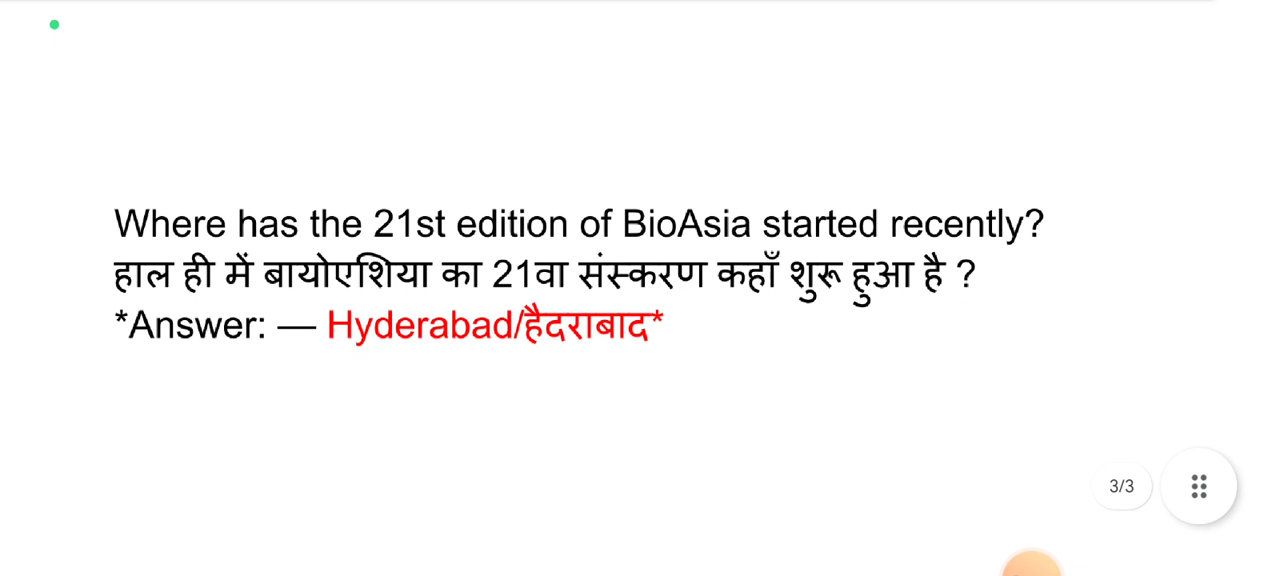 Where has the 21st edition of BioAsia started recently?
हाल ही में बायोएशिया का 21वा संस्करण कहाँ शुरू हुआ है ?
*Answer: — Hyderabad/हैदराबाद*
3/3